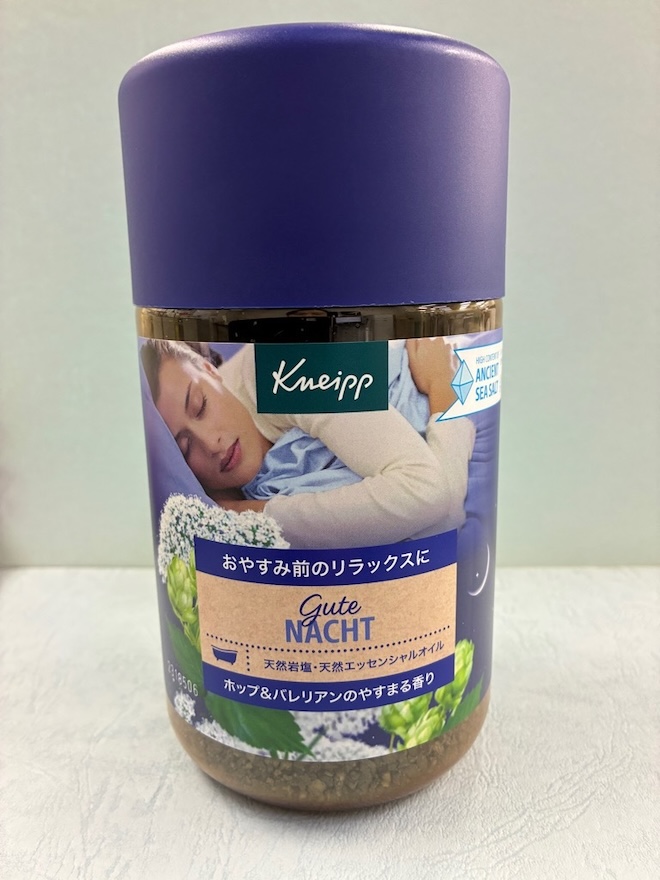 Kneipp
HIGH CONTENT OF
ANCIENT
SEA SALT
おやすみ前のリラックスに
Gute
NACHT
天然岩塩・天然エッセンシャルオイル
ホップ&バレリアンのやすまる香り